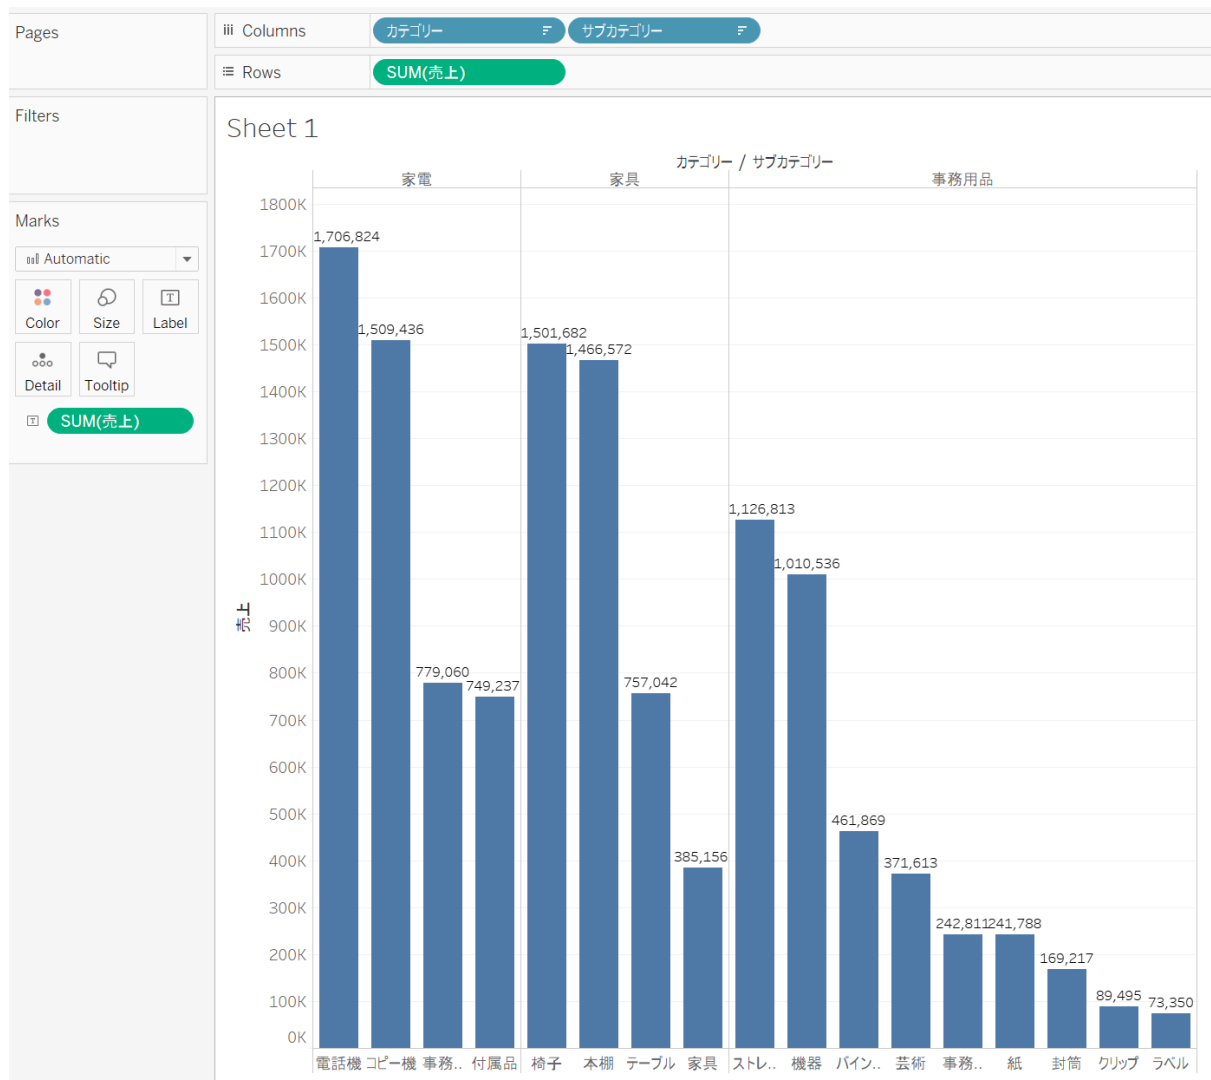 Pages
iii Columns
カテゴリー
サブカテゴリー
Rows
SUM(売上)
Filters
Marks
Automatic
Color
Size
T
Label
Detail
Tooltip
T
SUM(売上)
Sheet 1
カテゴリー / サブカテゴリー
家電 家具 事務用品
1800K
1700K
1600K
1500K
1400K
1300K
1200K
1100K
1000K
900K
800K
700K
600K
500K
400K
300K
200K
100K
0K
売上
1,706,824
1,509,436
779,060
749,237
1,501,682
1,466,572
757,042
385,156
1,126,813
1,010,536
461,869
371,613
242,811
241,788
169,217
89,495
73,350
電話機 コピー機 事務.. 付属品 椅子 本棚 テーブル 家具 ストレ.. 機器 バイン.. 芸術 事務.. 紙 封筒 クリップ ラベル